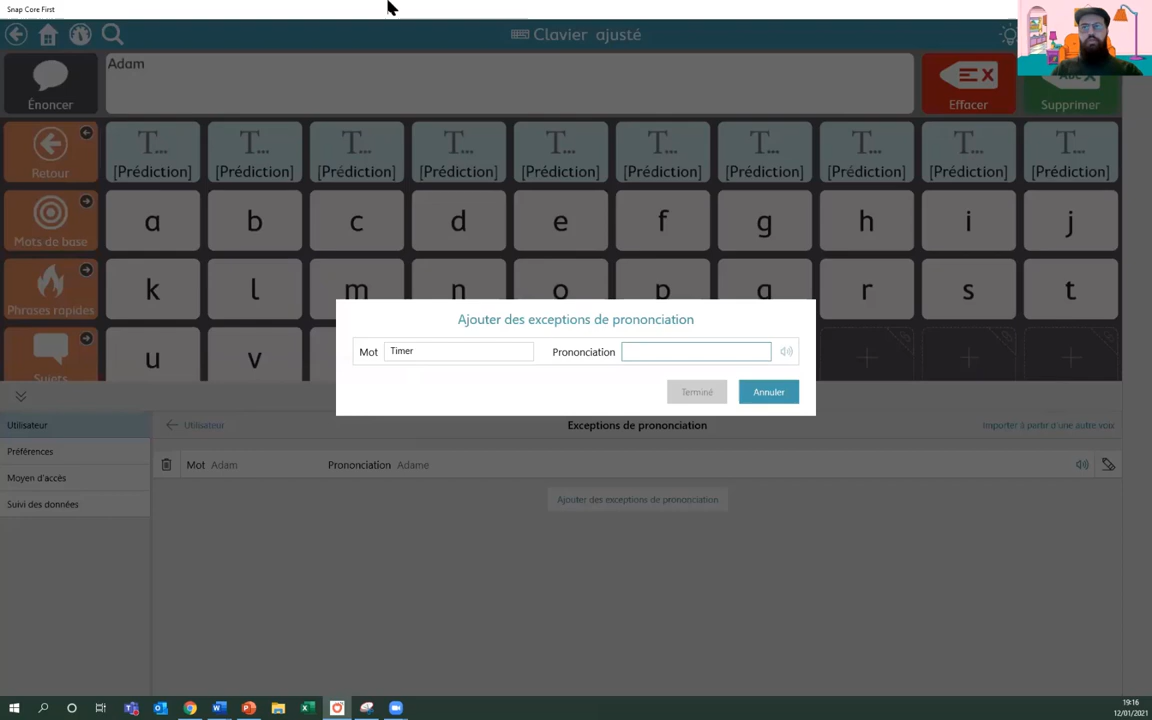 Snap Core First
Clavier ajusté
Adam
Énoncer
Effacer
Supprimer
T... T... T... T... T... T... T... T... T... T...
Retour
[Prédiction] [Prédiction] [Prédiction] [Prédiction] [Prédiction] [Prédiction] [Prédiction] [Prédiction] [Prédiction] [Prédiction]
Mots de base
a b c d e f g h i j
Phrases rapides
k l m n o p q r s t
Sujets
u v
Ajouter des exceptions de prononciation
Mot Timer Prononciation
Terminé Annuler
Utilisateur
Préférences
Moyen d'accès
Suivi des données
Utilisateur
Exceptions de prononciation
Importer à partir d'une autre voix
Mot Adam Prononciation Adame
Ajouter des exceptions de prononciation
19:16
12/01/2021